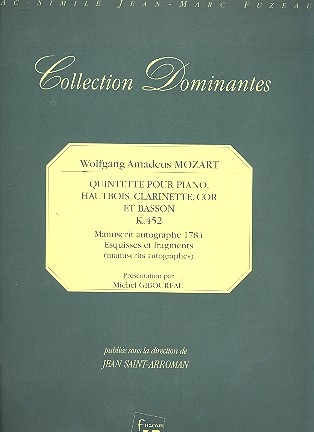 AC-SIMILE JEAN-MARC FUZEAU
Collection Dominantes
Wolfgang Amadeus MOZART
QUINTETTE POUR PIANO,
HAUTBOIS, CLARINETTE, COR
ET BASSON
K.452
Manuscrit autographe 1784
Esquisses et fragments
(manuscrits autographes)
Présentation par :
Michel GIBOUREAU
publiée sous la direction de
JEAN SAINT-ARROMAN